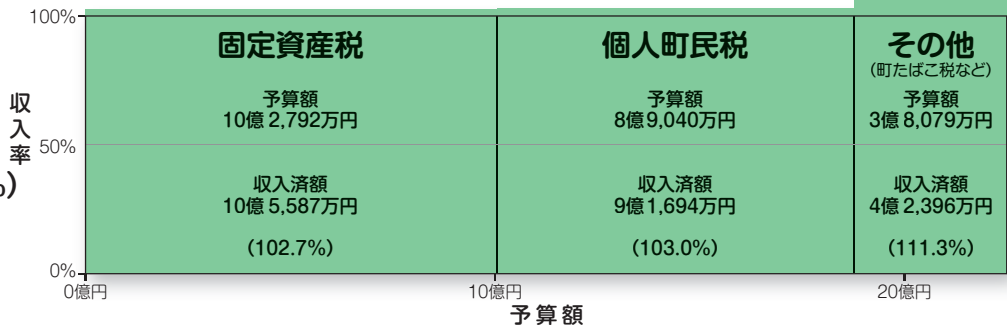 100%
50%
0%
収入率
%)
固定資産税
予算額
10億 2,792万円
収入済額
10億 5,587万円
(102.7%)
個人町民税
予算額
8億 9,040万円
収入済額
9億 1,694万円
(103.0%)
その他
(町たばこ税など)
予算額
3億 8,079万円
収入済額
4億 2,396万円
(111.3%)
0億円
10億円
20億円
予算額